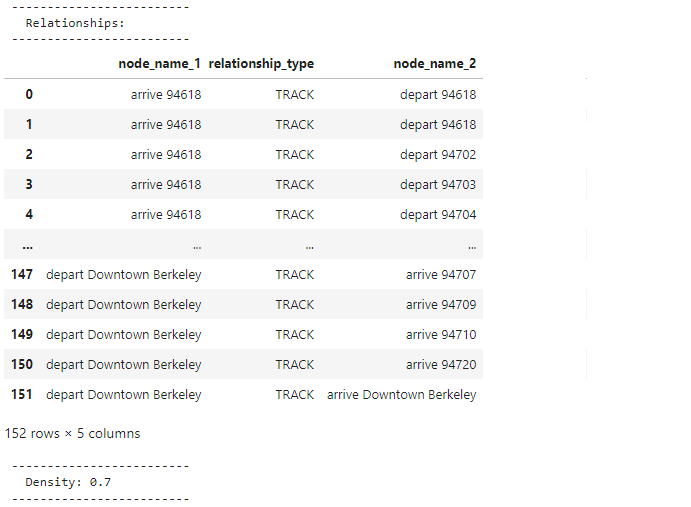 -------------------------
Relationships:
-------------------------
node_name_1 relationship_type node_name_2
0 arrive 94618 TRACK depart 94618
1 arrive 94618 TRACK depart 94618
2 arrive 94618 TRACK depart 94702
3 arrive 94618 TRACK depart 94703
4 arrive 94618 TRACK depart 94704
... ... ... ...
147 depart Downtown Berkeley TRACK arrive 94707
148 depart Downtown Berkeley TRACK arrive 94709
149 depart Downtown Berkeley TRACK arrive 94710
150 depart Downtown Berkeley TRACK arrive 94720
151 depart Downtown Berkeley TRACK arrive Downtown Berkeley
152 rows × 5 columns
-------------------------
Density: 0.7
-------------------------